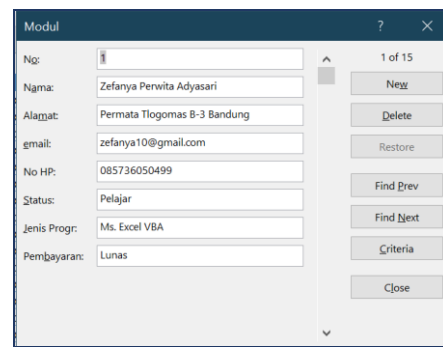 Modul ? ×
No: 1 1 of 15
Nama: Zefanya Perwita Adyasari New
Alamat: Permata Tlogomas B-3 Bandung Delete
email: zefanya10@gmail.com Restore
No HP: 085736050499
Status: Pelajar Find Prev
Jenis Progr: Ms. Excel VBA Find Next
Pembayaran: Lunas Criteria
Close